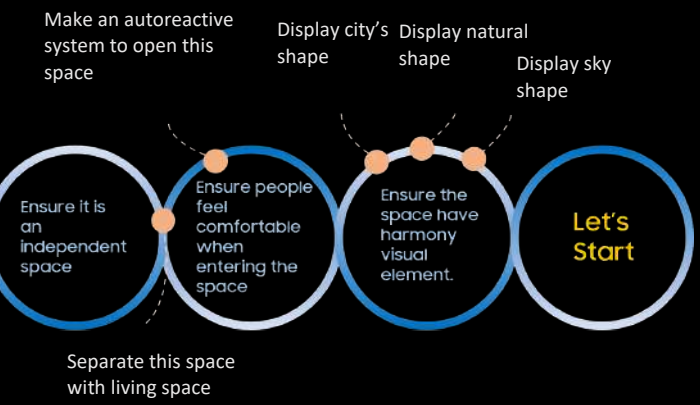 Make an autoreactive
system to open this
space
Display city’s
shape
Display natural
shape
Display sky
shape
Ensure it is
an
independent
space
Ensure people
feel
comfortable
when
entering the
space
Ensure the
space have
harmony
visual
element.
Let's
Start
Separate this space
with living space